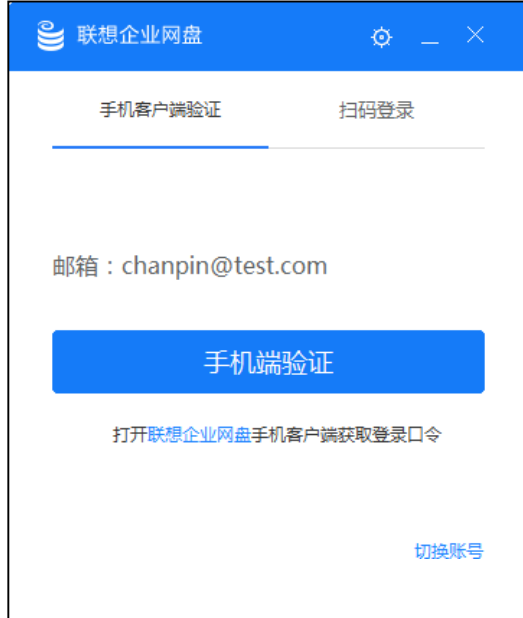 联想企业网盘
手机客户端验证 扫码登录
邮箱：chanpin@test.com
手机端验证
打开联想企业网盘手机客户端获取登录口令
切换账号